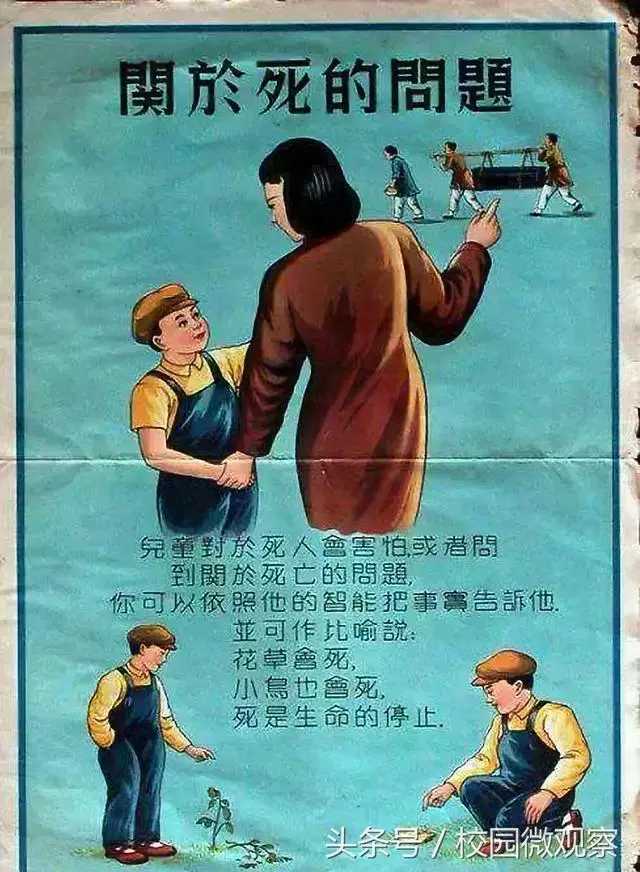 關於死的問題
兒童對於死人會害怕,或者問
到關於死亡的問題,
你可以依照他的智能把事實告訴他.
並可作比喻說:
花草會死,
小鳥也會死,
死是生命的停止.
头条号/校园微观察